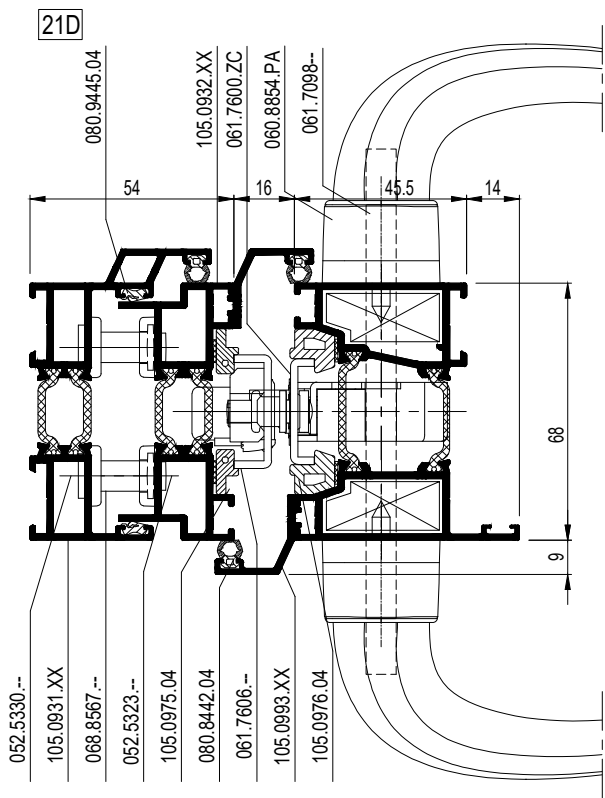 21D
080.9445.04
105.0932.XX
061.7600.ZC
060.8854.PA
061.7098--
54
16
45.5
14
68
9
052.5330.--
105.0931.XX
068.8567.--
052.5323.--
105.0975.04
080.8442.04
061.7606.--
105.0993.XX
105.0976.04